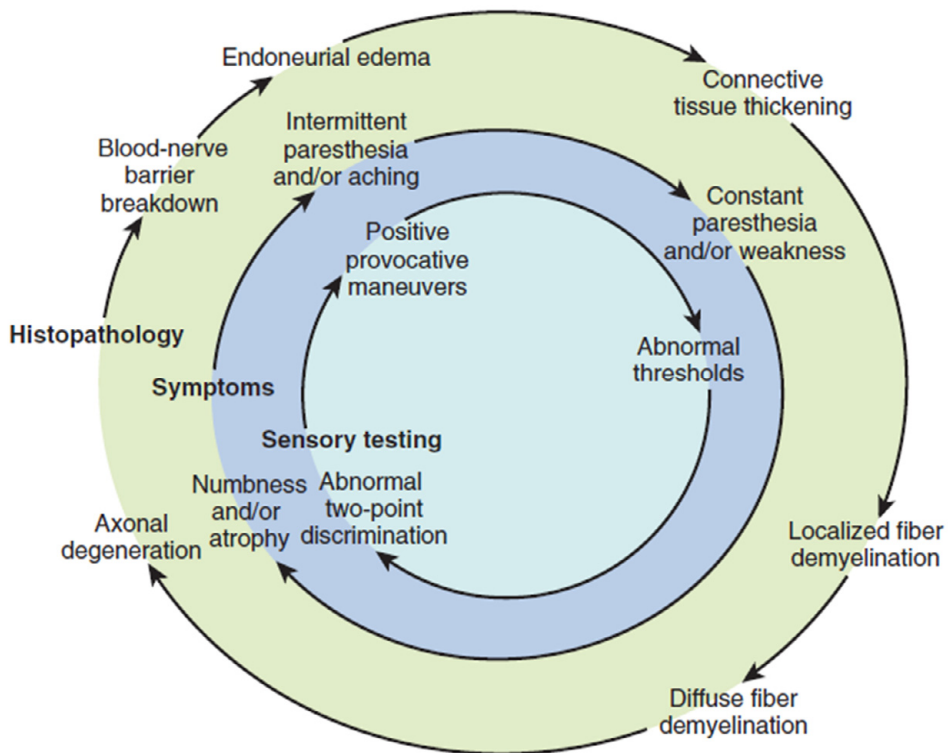 Endoneurial edema
Connective
tissue thickening
Intermittent
paresthesia
and/or aching
Blood-nerve
barrier
breakdown
Constant
paresthesia
and/or weakness
Positive
provocative
maneuvers
Histopathology
Abnormal
thresholds
Symptoms
Sensory testing
Numbness
and/or
atrophy
Abnormal
two-point
discrimination
Axonal
degeneration
Localized fiber
demyelination
Diffuse fiber
demyelination